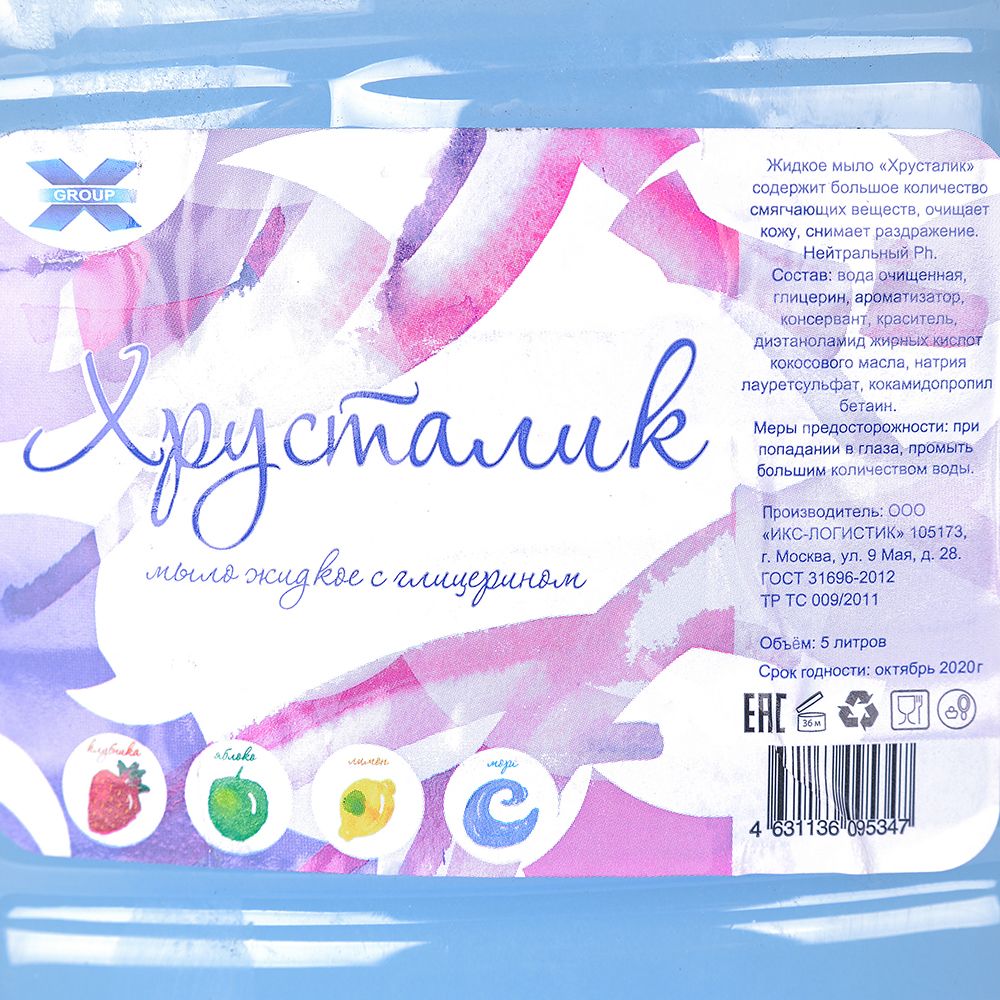 X GROUP
Жидкое мыло «Хрусталик»
содержит большое количество
смягчающих веществ, очищает
кожу, снимает раздражение.
Нейтральный Ph.
Состав: вода очищенная,
глицерин, ароматизатор,
консервант, краситель,
диэтаноламид жирных кислот
кокосового масла, натрия
лауретсульфат, кокамидопропил
бетаин.
Меры предосторожности: при
попадании в глаза, промыть
большим количеством воды.
Производитель: ООО
«ИКС-ЛОГИСТИК» 105173,
г. Москва, ул. 9 Мая, д. 28.
ГОСТ 31696-2012
ТР ТС 009/2011
Объём: 5 литров
Срок годности: октябрь 2020г
Хрусталик
мыло жидкое с глицерином
клубника
яблоко
лимон
море
EAC
36 м
4 631136 095347